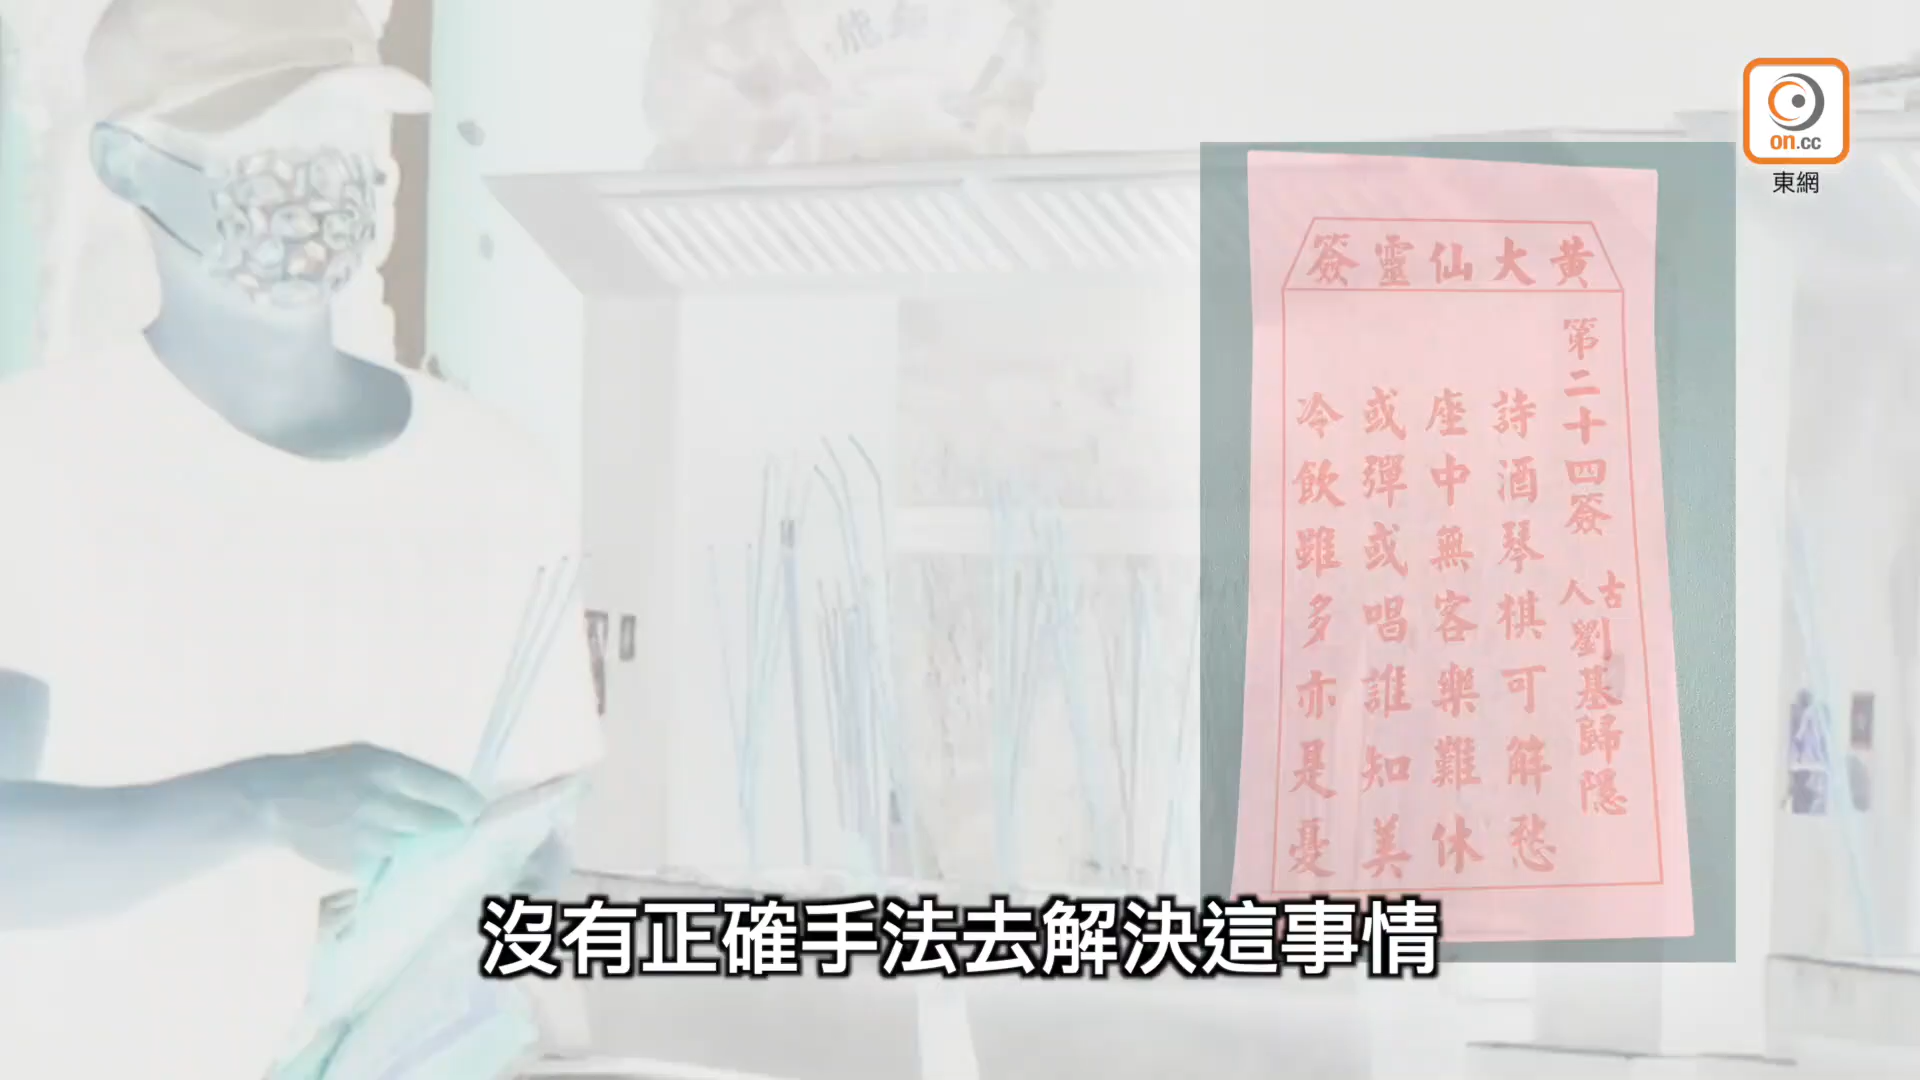 on.cc
東網
黄大仙靈簽
第二十四簽
古人
劉基歸隱
詩酒琴棋可解愁
座中無客樂難休
或彈或唱誰知美
冷飲雖多亦是憂
沒有正確手法去解決這事情